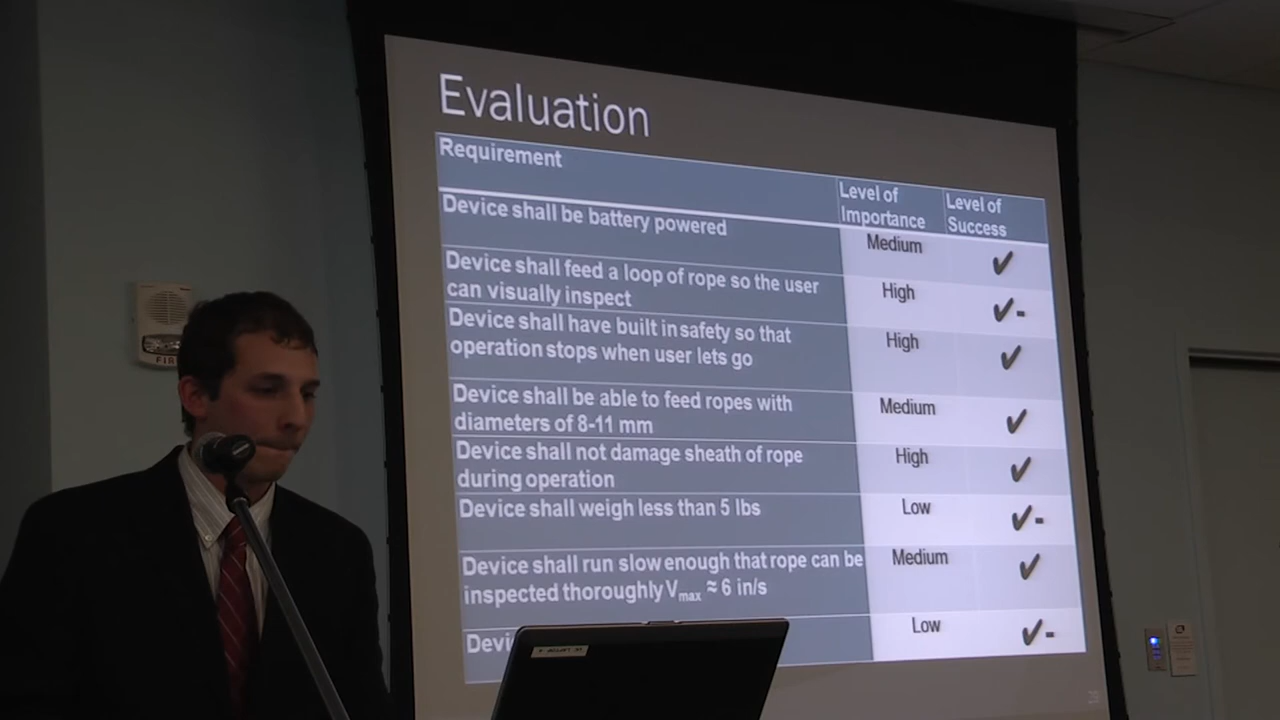 Evaluation
Requirement
Level of
Importance
Level of
Success
Device shall be battery powered
Medium
✔
Device shall feed a loop of rope so the user
can visually inspect
High
✔-
Device shall have built in safety so that
operation stops when user lets go
High
✔
Device shall be able to feed ropes with
diameters of 8-11 mm
Medium
✔
Device shall not damage sheath of rope
during operation
High
✔
Device shall weigh less than 5 lbs
Low
✔-
Device shall run slow enough that rope can be
inspected thoroughly Vmax ≈ 6 in/s
Medium
✔
Devi
Low
✔-
FIR